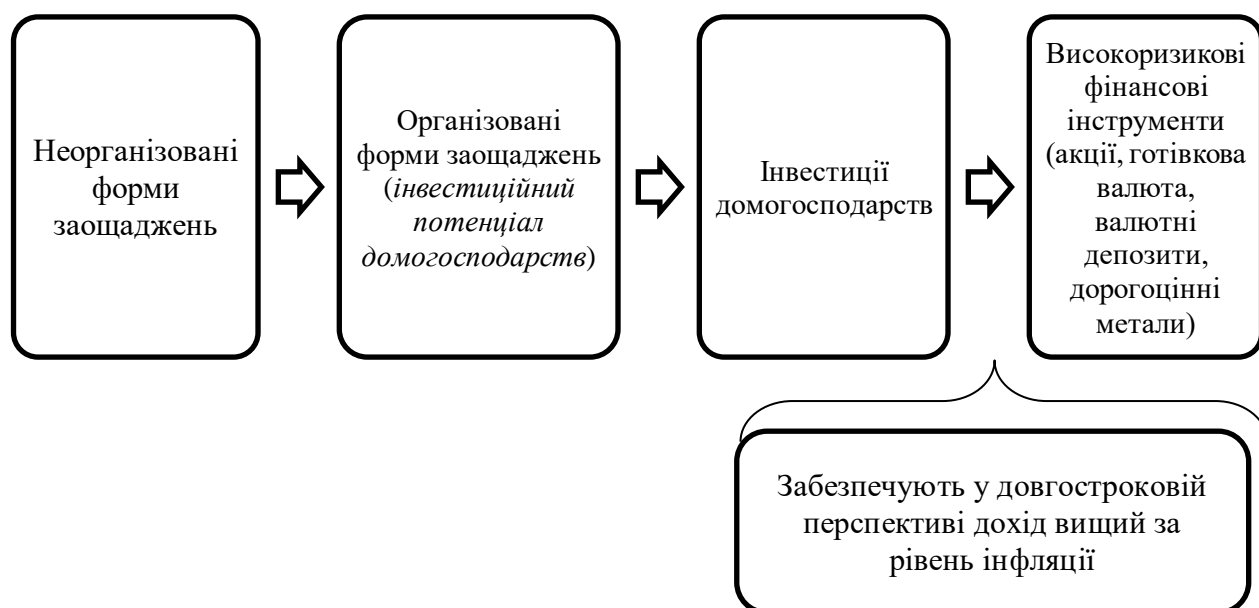 Неорганізовані
форми
заощаджень
Організовані
форми заощаджень
(інвестиційний
потенціал
домогосподарств)
Інвестиції
домогосподарств
Високоризикові
фінансові
інструменти
(акції, готівкова
валюта,
валютні
депозити,
дорогоцінні
метали)
Забезпечують у довгостроковій
перспективі дохід вищий за
рівень інфляції